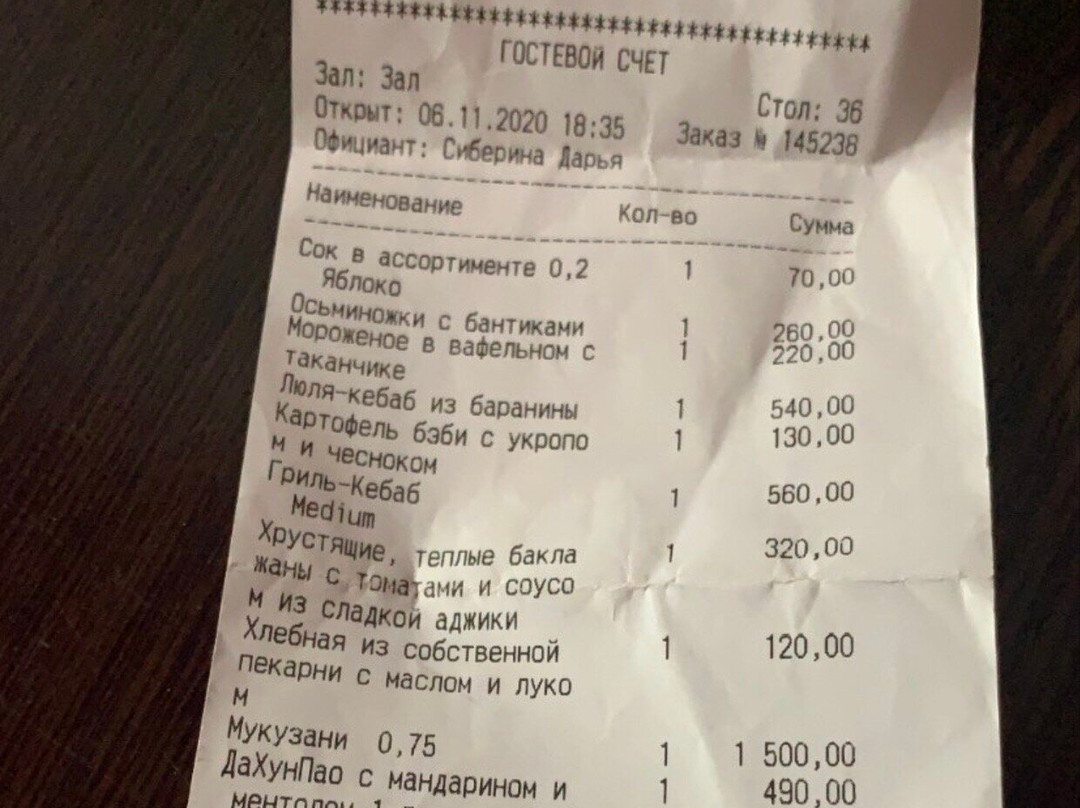 ******************************************
ГОСТЕВОЙ СЧЕТ
Зал: Зал Стол: 36
Открыт: 06.11.2020 18:35 Заказ № 145238
Официант: Сиберина Дарья
Наименование Кол-во Сумма
Сок в ассортименте 0,2 1 70,00
Яблоко
Осьминожки с бантиками 1 260,00
Мороженое в вафельном с 1 220,00
таканчике
Люля-кебаб из баранины 1 540,00
Картофель бэби с укропо 1 130,00
м и чесноком
Гриль-Кебаб 1 560,00
Medium
Хрустящие, теплые бакла 1 320,00
жаны с томатами и соусо
м из сладкой аджики
Хлебная из собственной 1 120,00
пекарни с маслом и луко
м
Мукузани 0,75 1 1 500,00
ДаХунПао с мандарином и 1 490,00
ментолом 1